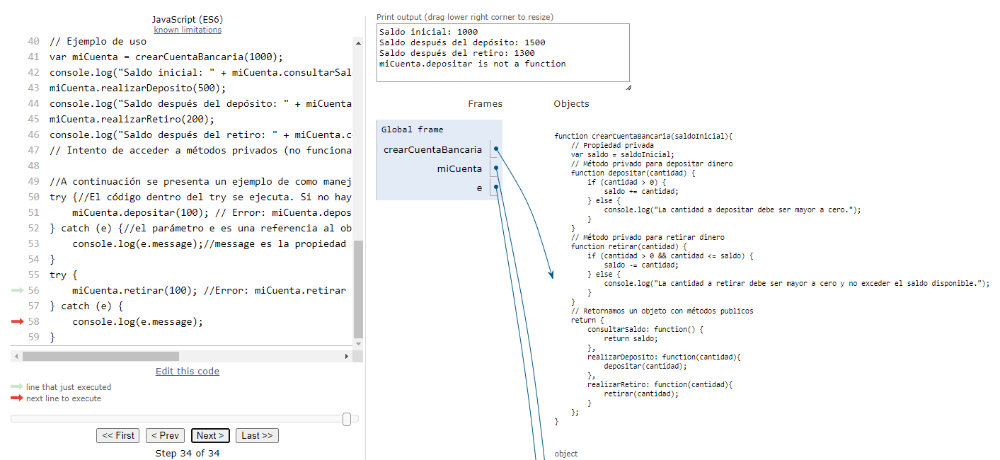 JavaScript (ES6)
known limitations
40 // Ejemplo de uso
41 var miCuenta = crearCuentaBancaria(1000);
42 console.log("Saldo inicial: " + miCuenta.consultarSal
43 miCuenta.realizarDeposito(500);
44 console.log("Saldo después del depósito: " + miCuenta
45 miCuenta.realizarRetiro(200);
46 console.log("Saldo después del retiro: " + miCuenta.c
47 // Intento de acceder a métodos privados (no funciona
48
49 //A continuación se presenta un ejemplo de como manej
50 try {//El código dentro del try se ejecuta. Si no hay
51     miCuenta.depositar(100); // Error: miCuenta.depos
52 } catch (e) {//el parámetro e es una referencia al ob
53     console.log(e.message);//message es la propiedad
54 }
55 try {
56     miCuenta.retirar(100); //Error: miCuenta.retirar
57 } catch (e) {
58     console.log(e.message);
59 }
Edit this code
line that just executed
next line to execute
<< First < Prev Next > Last >>
Step 34 of 34
Print output (drag lower right corner to resize)
Saldo inicial: 1000
Saldo después del depósito: 1500
Saldo después del retiro: 1300
miCuenta.depositar is not a function
Frames Objects
Global frame
crearCuentaBancaria
miCuenta
e
function crearCuentaBancaria(saldoInicial){
    // Propiedad privada
    var saldo = saldoInicial;
    // Método privado para depositar dinero
    function depositar(cantidad) {
        if (cantidad > 0) {
            saldo += cantidad;
        } else {
            console.log("La cantidad a depositar debe ser mayor a cero.");
        }
    }
    // Método privado para retirar dinero
    function retirar(cantidad) {
        if (cantidad > 0 && cantidad <= saldo) {
            saldo -= cantidad;
        } else {
            console.log("La cantidad a retirar debe ser mayor a cero y no exceder el saldo disponible.");
        }
    }
    // Retornamos un objeto con métodos publicos
    return {
        consultarSaldo: function() {
            return saldo;
        },
        realizarDeposito: function(cantidad){
            depositar(cantidad);
        },
        realizarRetiro: function(cantidad){
            retirar(cantidad);
        }
    };
}
object